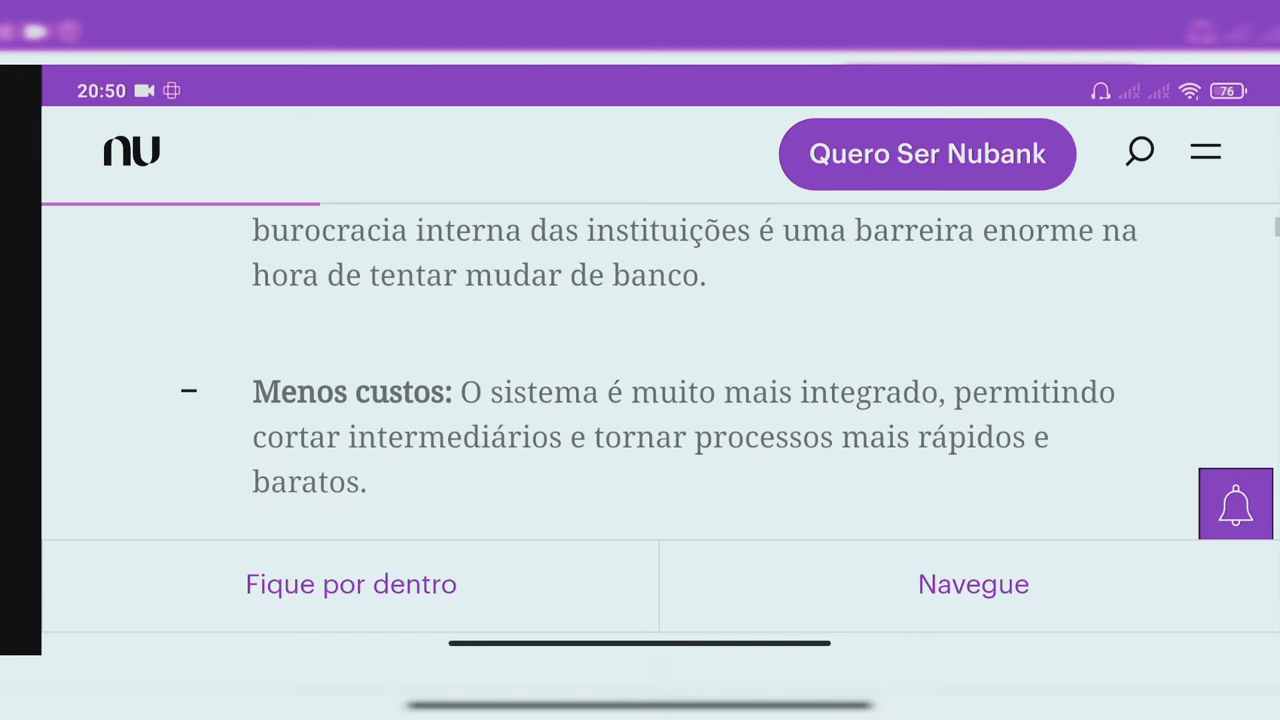 20:50
76
nu
Quero Ser Nubank
burocracia interna das instituições é uma barreira enorme na
hora de tentar mudar de banco.
– Menos custos: O sistema é muito mais integrado, permitindo
cortar intermediários e tornar processos mais rápidos e
baratos.
Fique por dentro
Navegue